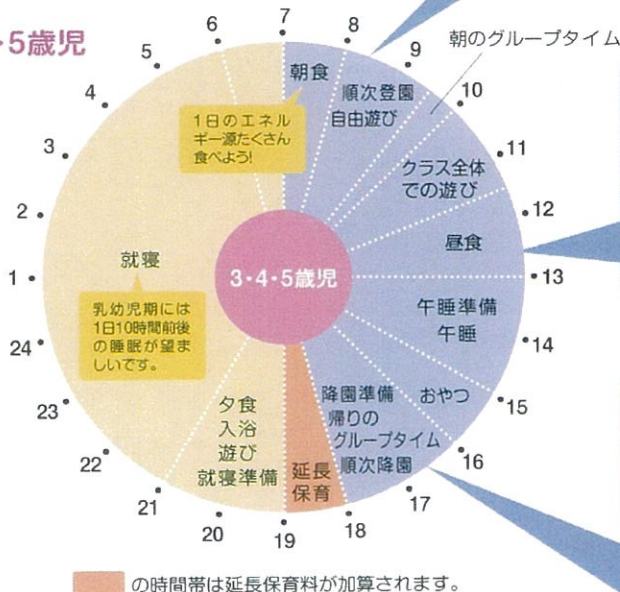 ・5歳児
朝のグループタイム
7
8
9
10
11
12
13
14
15
16
17
18
19
20
21
22
23
24
1
2
3
4
5
6
朝食
1日のエネル
ギー源たくさん
食べよう!
順次登園
自由遊び
クラス全体
での遊び
昼食
3・4・5歳児
午睡準備
午睡
おやつ
降園準備
帰りの
グループタイム
順次降園
延長
保育
夕食
入浴
遊び
就寝準備
就寝
乳幼児期には
1日10時間前後
の睡眠が望ま
しいです。
の時間帯は延長保育料が加算されます。